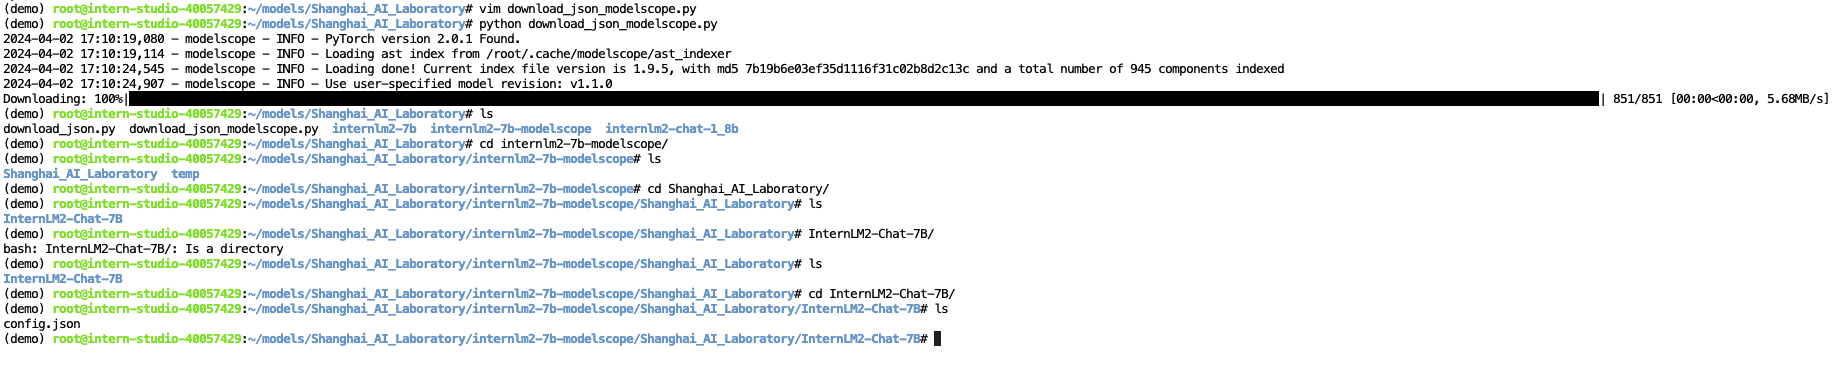 (demo) root@intern-studio-40057429:~/models/Shanghai_AI_Laboratory# vim download_json_modelscope.py
(demo) root@intern-studio-40057429:~/models/Shanghai_AI_Laboratory# python download_json_modelscope.py
2024-04-02 17:10:19,080 - modelscope - INFO - PyTorch version 2.0.1 Found.
2024-04-02 17:10:19,114 - modelscope - INFO - Loading ast index from /root/.cache/modelscope/ast_indexer
2024-04-02 17:10:24,545 - modelscope - INFO - Loading done! Current index file version is 1.9.5, with md5 7b19b6e03ef35d1116f31c02b8d2c13c and a total number of 945 components indexed
2024-04-02 17:10:24,907 - modelscope - INFO - Use user-specified model revision: v1.1.0
Downloading: 100%| | 851/851 [00:00<00:00, 5.68MB/s]
(demo) root@intern-studio-40057429:~/models/Shanghai_AI_Laboratory# ls
download_json.py download_json_modelscope.py internlm2-7b internlm2-7b-modelscope internlm2-chat-1_8b
(demo) root@intern-studio-40057429:~/models/Shanghai_AI_Laboratory# cd internlm2-7b-modelscope/
(demo) root@intern-studio-40057429:~/models/Shanghai_AI_Laboratory/internlm2-7b-modelscope# ls
Shanghai_AI_Laboratory temp
(demo) root@intern-studio-40057429:~/models/Shanghai_AI_Laboratory/internlm2-7b-modelscope# cd Shanghai_AI_Laboratory/
(demo) root@intern-studio-40057429:~/models/Shanghai_AI_Laboratory/internlm2-7b-modelscope/Shanghai_AI_Laboratory# ls
InternLM2-Chat-7B
(demo) root@intern-studio-40057429:~/models/Shanghai_AI_Laboratory/internlm2-7b-modelscope/Shanghai_AI_Laboratory# InternLM2-Chat-7B/
bash: InternLM2-Chat-7B/: Is a directory
(demo) root@intern-studio-40057429:~/models/Shanghai_AI_Laboratory/internlm2-7b-modelscope/Shanghai_AI_Laboratory# ls
InternLM2-Chat-7B
(demo) root@intern-studio-40057429:~/models/Shanghai_AI_Laboratory/internlm2-7b-modelscope/Shanghai_AI_Laboratory# cd InternLM2-Chat-7B/
(demo) root@intern-studio-40057429:~/models/Shanghai_AI_Laboratory/internlm2-7b-modelscope/Shanghai_AI_Laboratory/InternLM2-Chat-7B# ls
config.json
(demo) root@intern-studio-40057429:~/models/Shanghai_AI_Laboratory/internlm2-7b-modelscope/Shanghai_AI_Laboratory/InternLM2-Chat-7B#